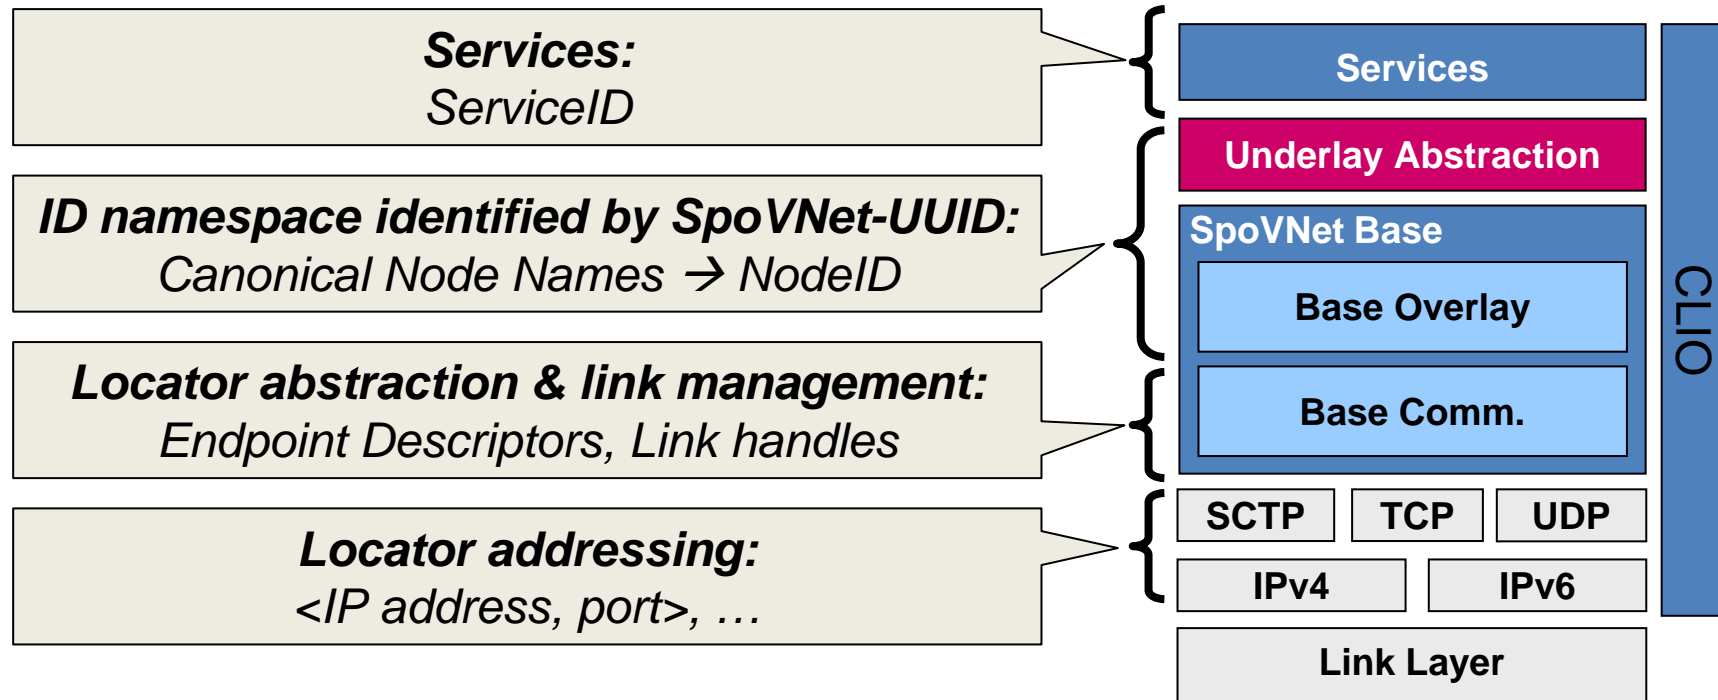 Services:
ServiceID
ID namespace identified by SpoVNet-UUID:
Canonical Node Names → NodeID
Locator abstraction & link management:
Endpoint Descriptors, Link handles
Locator addressing:
<IP address, port>, …
Services
Underlay Abstraction
SpoVNet Base
Base Overlay
Base Comm.
SCTP TCP UDP
IPv4 IPv6
Link Layer
CLIO